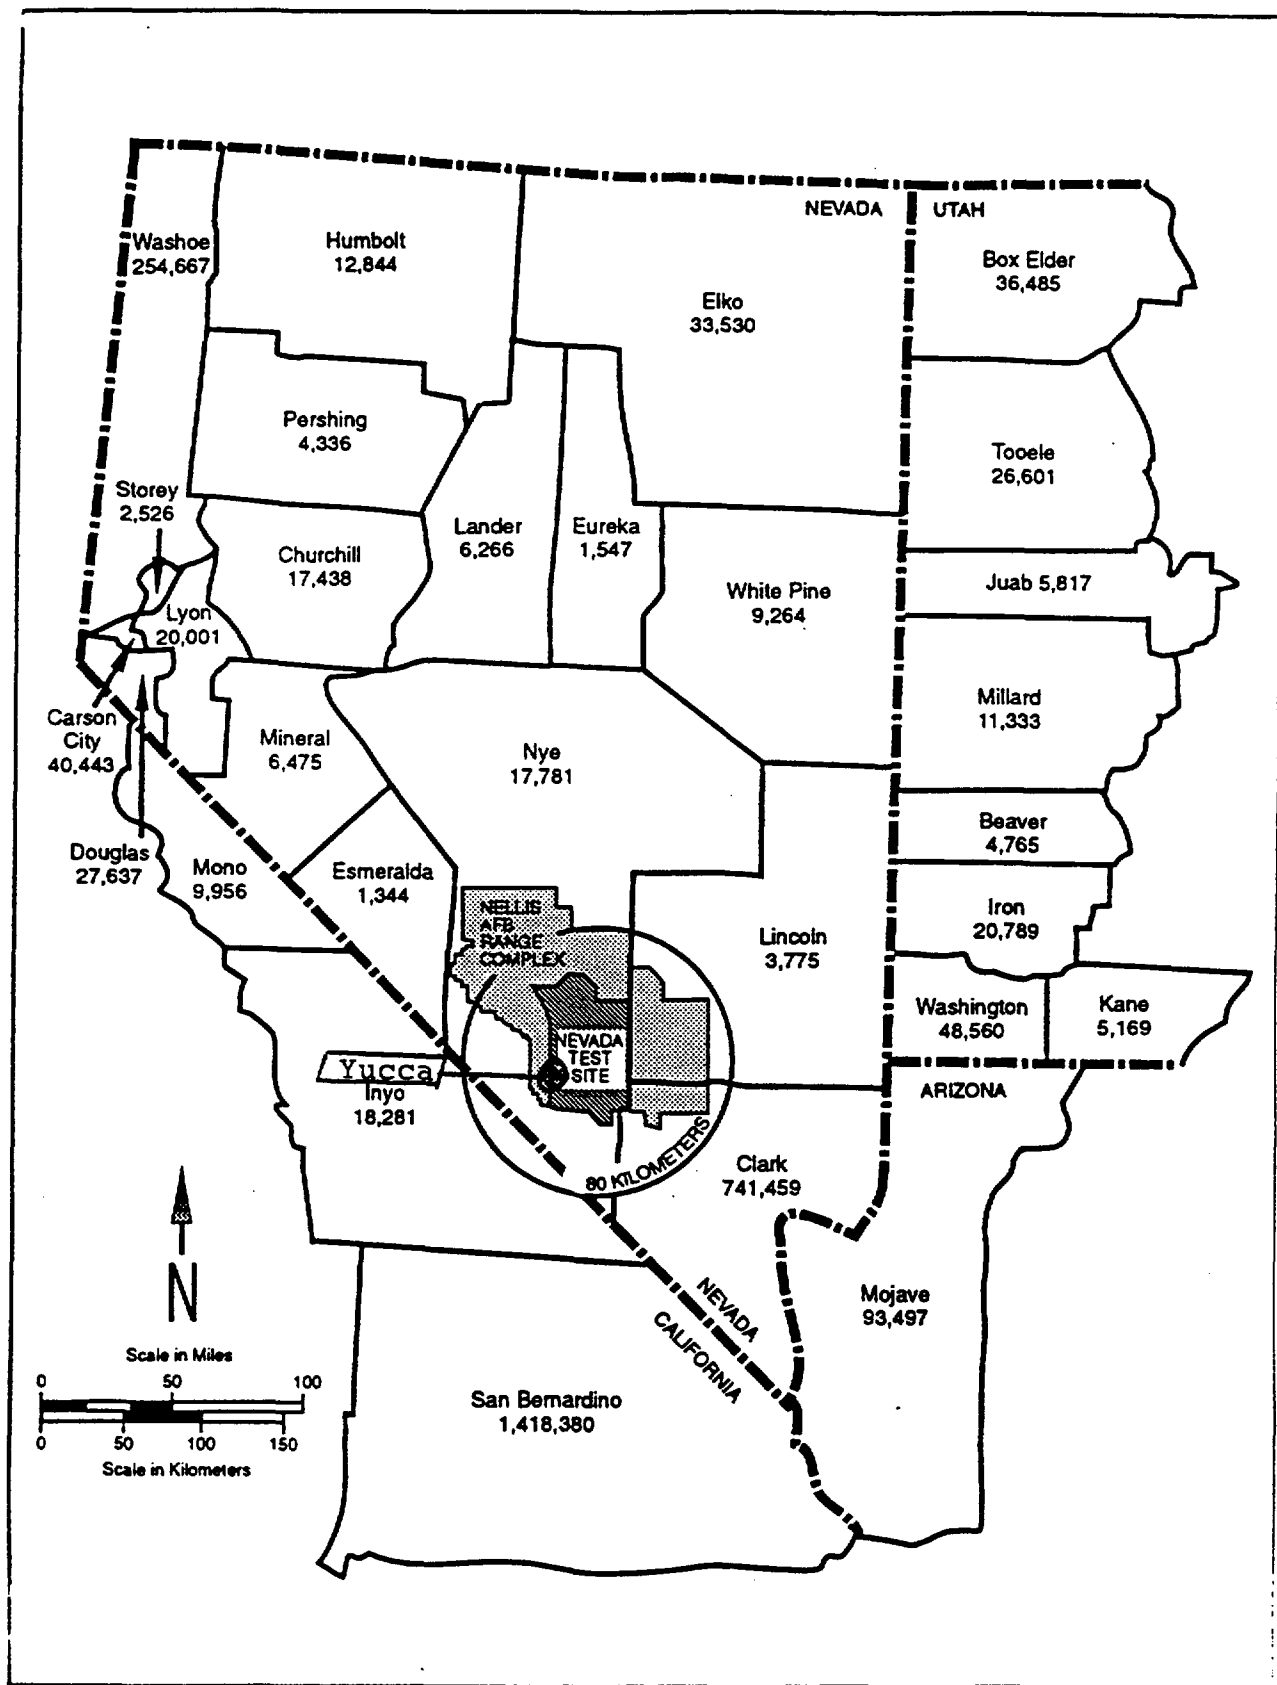 NEVADA
UTAH
Washoe
254,667
Humbolt
12,844
Elko
33,530
Box Elder
36,485
Pershing
4,336
Tooele
26,601
Storey
2,526
Churchill
17,438
Lander
6,266
Eureka
1,547
White Pine
9,264
Juab 5,817
Lyon
20,001
Millard
11,333
Carson
City
40,443
Mineral
6,475
Nye
17,781
Beaver
4,765
Douglas
27,637
Mono
9,956
Esmeralda
1,344
NELLIS
AFB
RANGE
COMPLEX
Lincoln
3,775
Iron
20,789
Washington
48,560
Kane
5,169
NEVADA
TEST
SITE
Yucca
Inyo
18,281
ARIZONA
80 KILOMETERS
Clark
741,459
N
NEVADA
CALIFORNIA
Mojave
93,497
Scale in Miles
0 50 100
0 50 100 150
Scale in Kilometers
San Bernardino
1,418,380